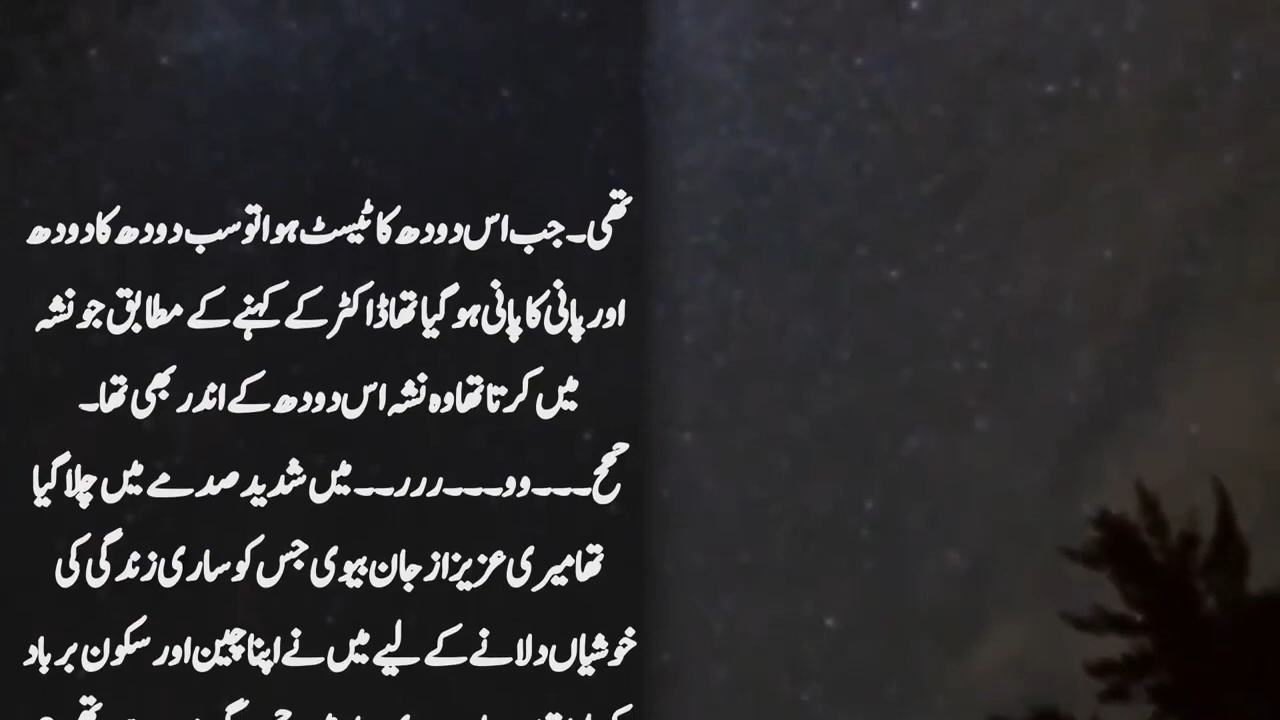 تھی۔ جب اس دودھ کا ٹیسٹ ہوا تو سب دودھ کا دودھ
اور پانی کا پانی ہو گیا تھا ڈاکٹر کے کہنے کے مطابق جو نشہ
میں کرتا تھا وہ نشہ اس دودھ کے اندر بھی تھا۔
ححح۔۔۔وو۔۔۔ررر۔۔ میں شدید صدمے میں چلا گیا
تھا میری عزیز از جان بیوی جس کو ساری زندگی کی
خوشیاں دلانے کے لیے میں نے اپنا چین اور سکون برباد